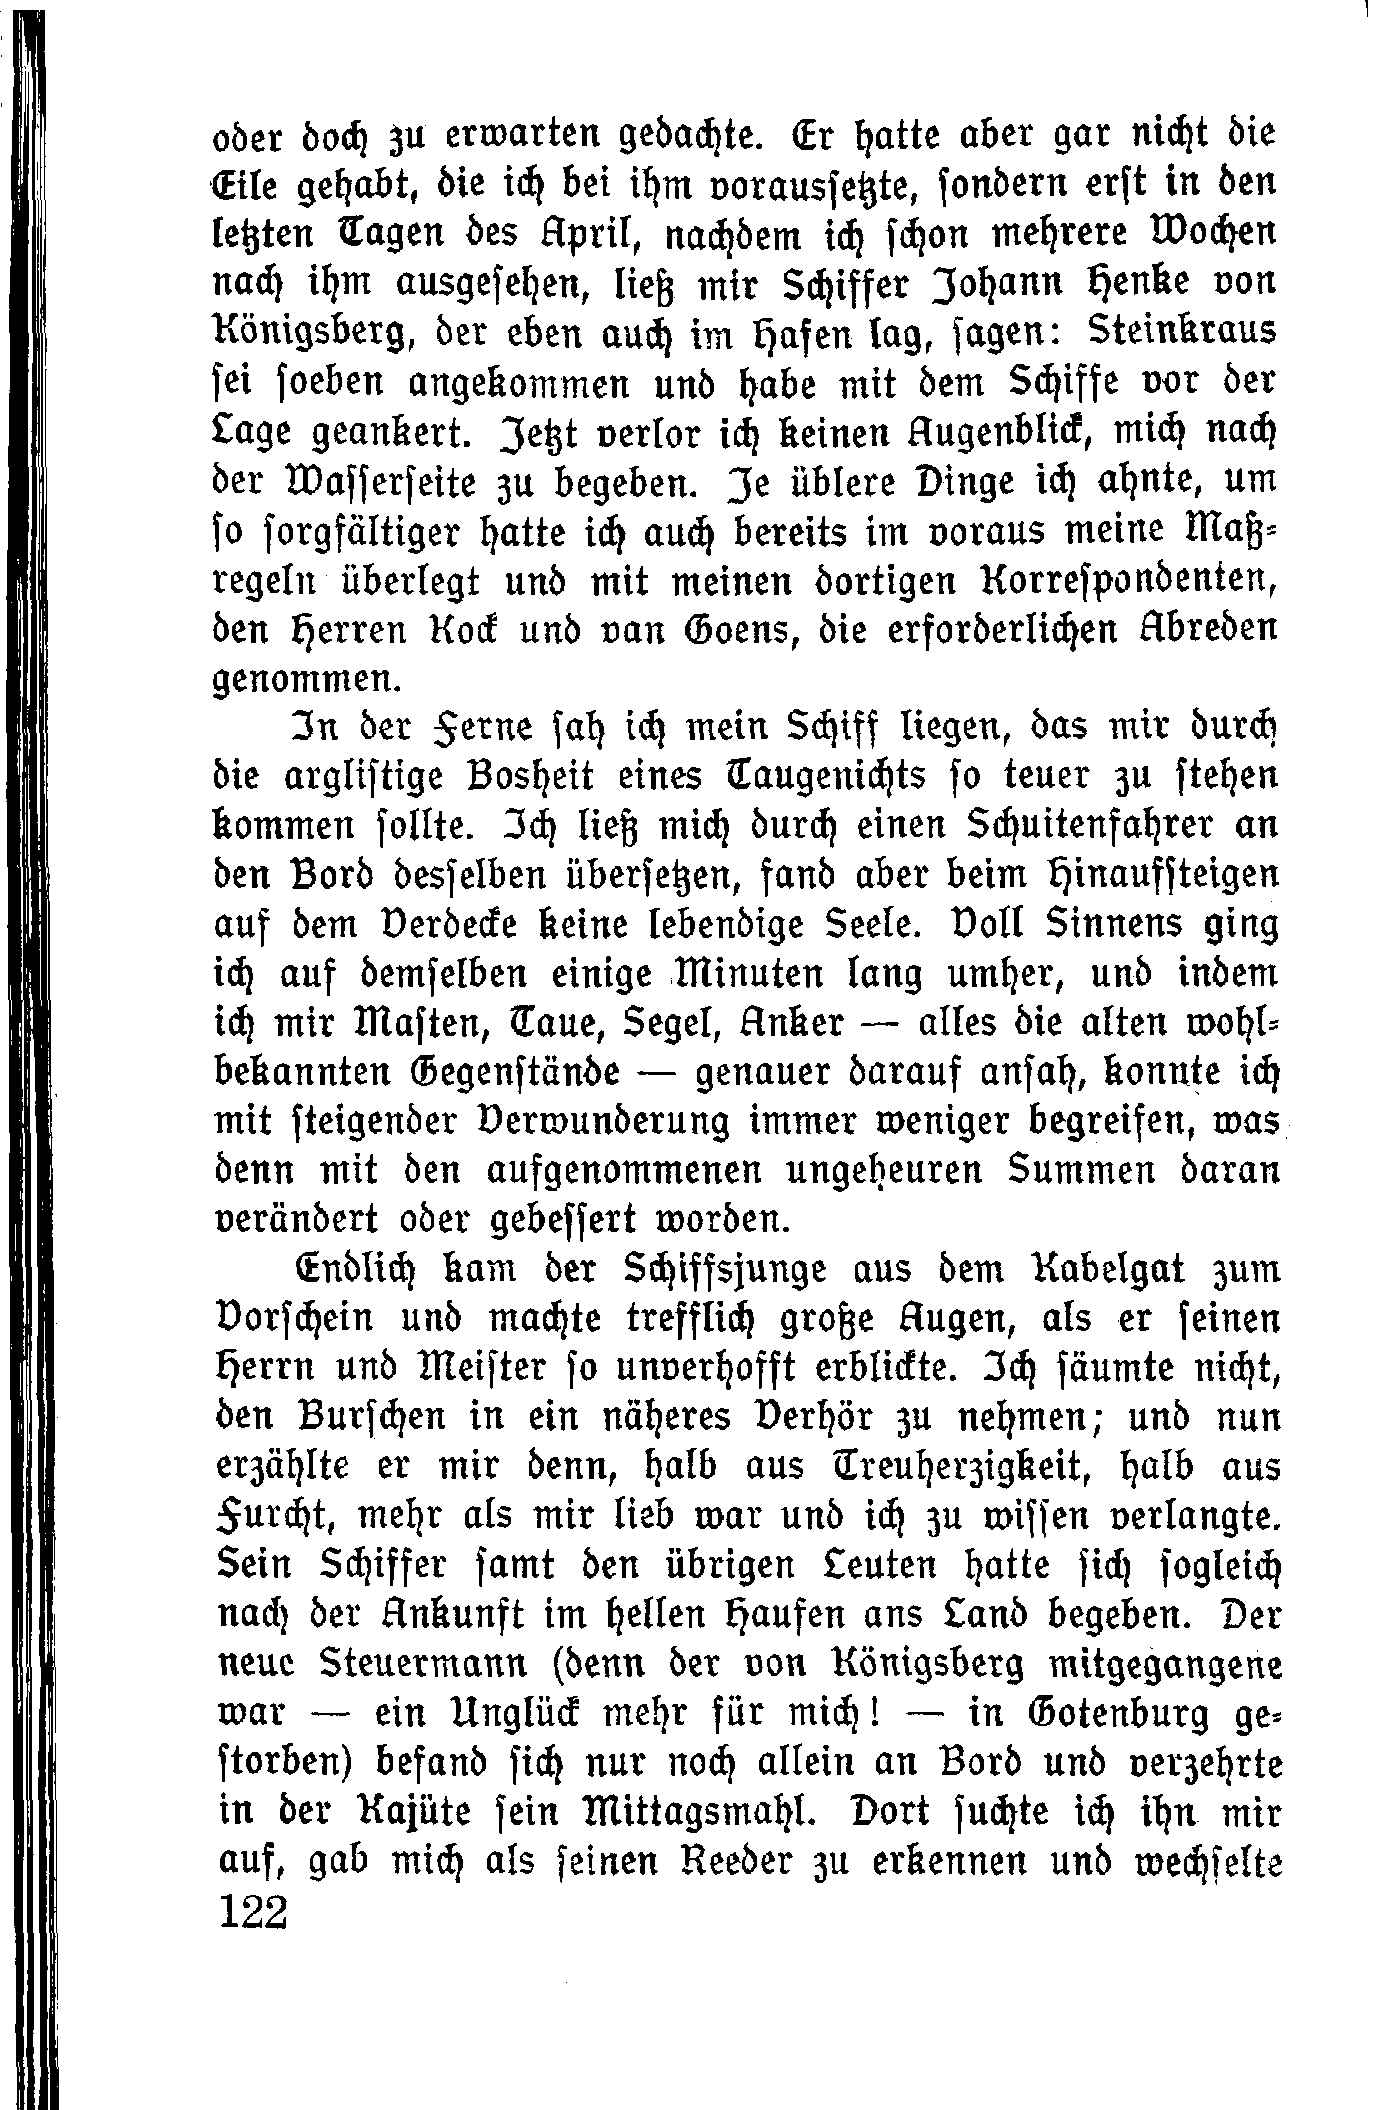 oder doch zu erwarten gedachte. Er hatte aber gar nicht die
Eile gehabt, die ich bei ihm voraussetzte, sondern erst in den
letzten Tagen des April, nachdem ich schon mehrere Wochen
nach ihm ausgesehen, ließ mir Schiffer Johann Henke von
Königsberg, der eben auch im Hafen lag, sagen: Steinkraus
sei soeben angekommen und habe mit dem Schiffe vor der
Lage geankert. Jetzt verlor ich keinen Augenblick, mich nach
der Wasserseite zu begeben. Je üblere Dinge ich ahnte, um
so sorgfältiger hatte ich auch bereits im voraus meine Maß-
regeln überlegt und mit meinen dortigen Korrespondenten,
den Herren Kock und van Goens, die erforderlichen Abreden
genommen.
In der Ferne sah ich mein Schiff liegen, das mir durch
die arglistige Bosheit eines Taugenichts so teuer zu stehen
kommen sollte. Ich ließ mich durch einen Schuitenfahrer an
den Bord desselben übersetzen, fand aber beim Hinaufsteigen
auf dem Verdecke keine lebendige Seele. Voll Sinnens ging
ich auf demselben einige Minuten lang umher, und indem
ich mir Masten, Taue, Segel, Anker — alles die alten wohl-
bekannten Gegenstände — genauer darauf ansah, konnte ich
mit steigender Verwunderung immer weniger begreifen, was
denn mit den aufgenommenen ungeheuren Summen daran
verändert oder gebessert worden.
Endlich kam der Schiffsjunge aus dem Kabelgat zum
Vorschein und machte trefflich große Augen, als er seinen
Herrn und Meister so unverhofft erblickte. Ich säumte nicht,
den Burschen in ein näheres Verhör zu nehmen; und nun
erzählte er mir denn, halb aus Treuherzigkeit, halb aus
Furcht, mehr als mir lieb war und ich zu wissen verlangte.
Sein Schiffer samt den übrigen Leuten hatte sich sogleich
nach der Ankunft im hellen Haufen ans Land begeben. Der
neue Steuermann (denn der von Königsberg mitgegangene
war — ein Unglück mehr für mich! — in Gotenburg ge-
storben) befand sich nur noch allein an Bord und verzehrte
in der Kajüte sein Mittagsmahl. Dort suchte ich ihn mir
auf, gab mich als seinen Reeder zu erkennen und wechselte
122